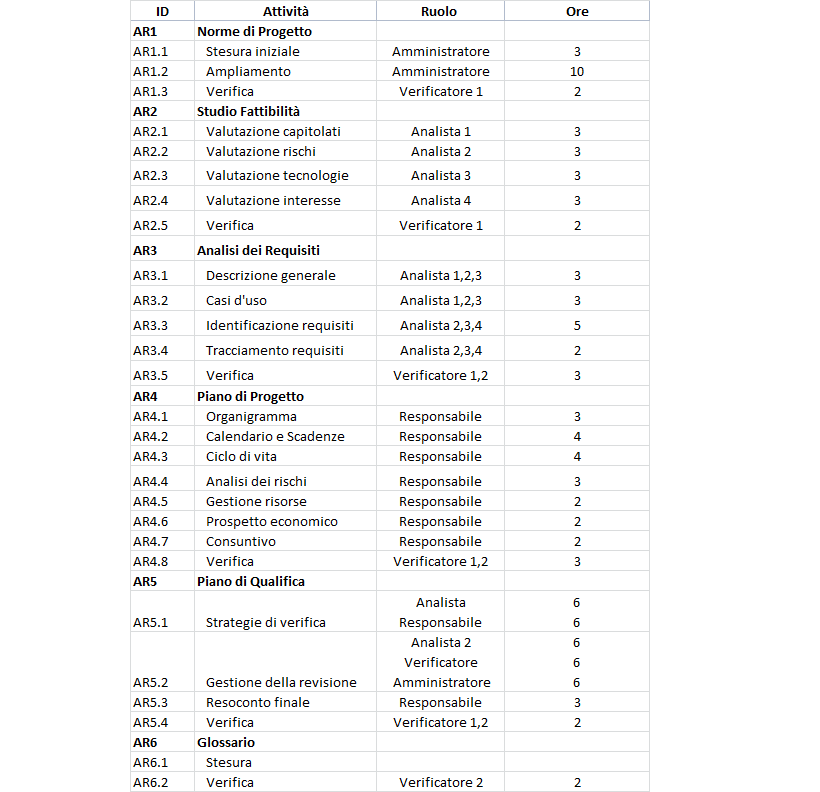 ID Attività Ruolo Ore
AR1 Norme di Progetto
AR1.1 Stesura iniziale Amministratore 3
AR1.2 Ampliamento Amministratore 10
AR1.3 Verifica Verificatore 1 2
AR2 Studio Fattibilità
AR2.1 Valutazione capitolati Analista 1 3
AR2.2 Valutazione rischi Analista 2 3
AR2.3 Valutazione tecnologie Analista 3 3
AR2.4 Valutazione interesse Analista 4 3
AR2.5 Verifica Verificatore 1 2
AR3 Analisi dei Requisiti
AR3.1 Descrizione generale Analista 1,2,3 3
AR3.2 Casi d'uso Analista 1,2,3 3
AR3.3 Identificazione requisiti Analista 2,3,4 5
AR3.4 Tracciamento requisiti Analista 2,3,4 2
AR3.5 Verifica Verificatore 1,2 3
AR4 Piano di Progetto
AR4.1 Organigramma Responsabile 3
AR4.2 Calendario e Scadenze Responsabile 4
AR4.3 Ciclo di vita Responsabile 4
AR4.4 Analisi dei rischi Responsabile 3
AR4.5 Gestione risorse Responsabile 2
AR4.6 Prospetto economico Responsabile 2
AR4.7 Consuntivo Responsabile 2
AR4.8 Verifica Verificatore 1,2 3
AR5 Piano di Qualifica
Analista 6
AR5.1 Strategie di verifica Responsabile 6
Analista 2 6
Verificatore 6
AR5.2 Gestione della revisione Amministratore 6
AR5.3 Resoconto finale Responsabile 3
AR5.4 Verifica Verificatore 1,2 2
AR6 Glossario
AR6.1 Stesura
AR6.2 Verifica Verificatore 2 2